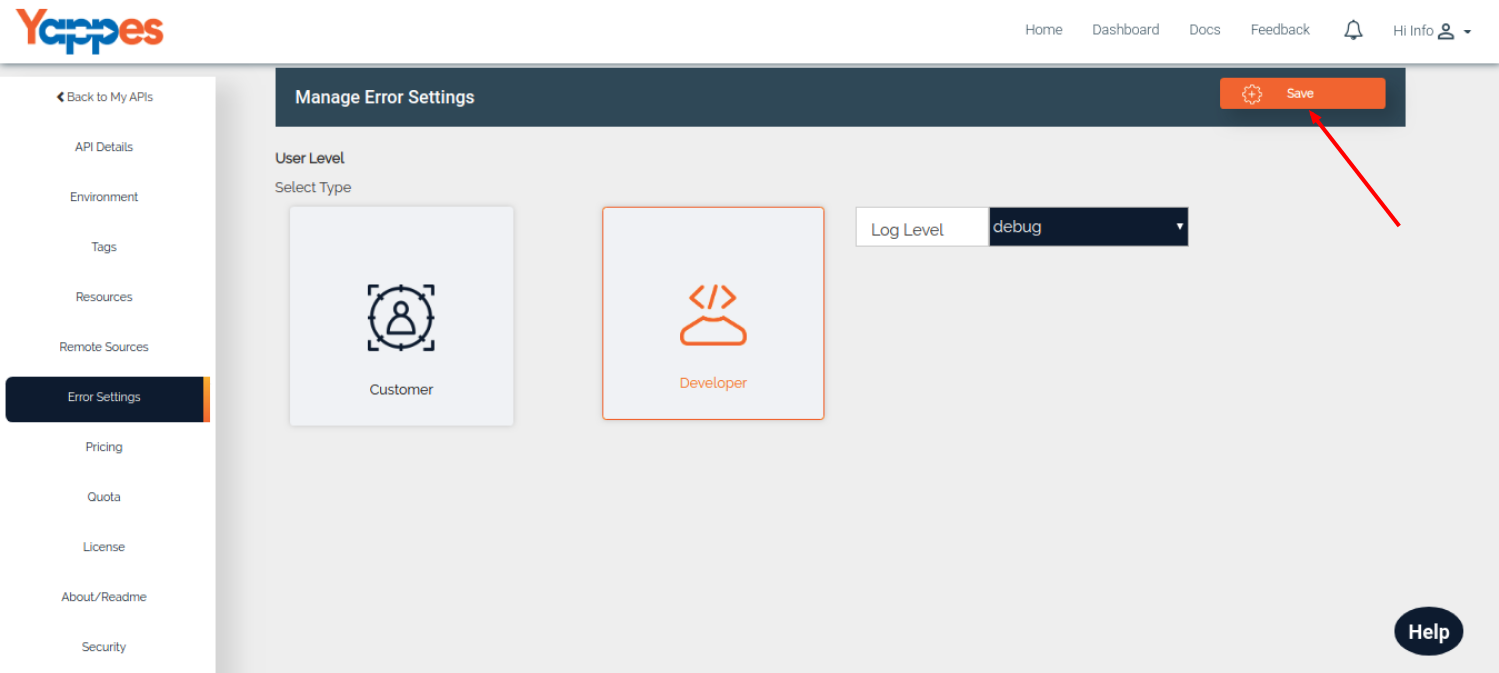 Yappes
Home Dashboard Docs Feedback Hi Info
Back to My APIs
API Details
Environment
Tags
Resources
Remote Sources
Error Settings
Pricing
Quota
License
About/Readme
Security
Manage Error Settings
Save
User Level
Select Type
Customer
Developer
Log Level debug
Help